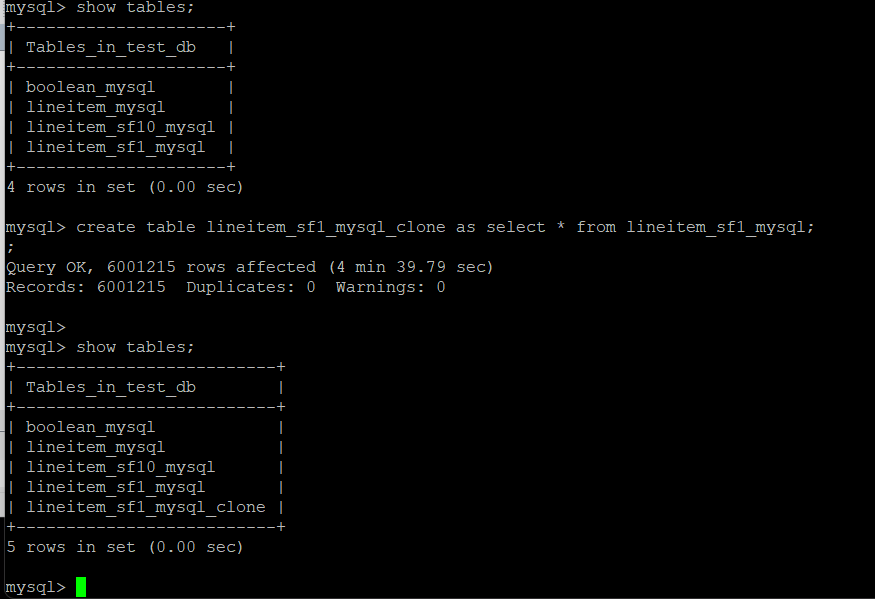 mysql> show tables;
+---------------------+
| Tables_in_test_db   |
+---------------------+
| boolean_mysql       |
| lineitem_mysql      |
| lineitem_sf10_mysql |
| lineitem_sf1_mysql  |
+---------------------+
4 rows in set (0.00 sec)

mysql> create table lineitem_sf1_mysql_clone as select * from lineitem_sf1_mysql;
;
Query OK, 6001215 rows affected (4 min 39.79 sec)
Records: 6001215  Duplicates: 0  Warnings: 0

mysql>
mysql> show tables;
+--------------------------+
| Tables_in_test_db        |
+--------------------------+
| boolean_mysql            |
| lineitem_mysql           |
| lineitem_sf10_mysql      |
| lineitem_sf1_mysql       |
| lineitem_sf1_mysql_clone |
+--------------------------+
5 rows in set (0.00 sec)

mysql>